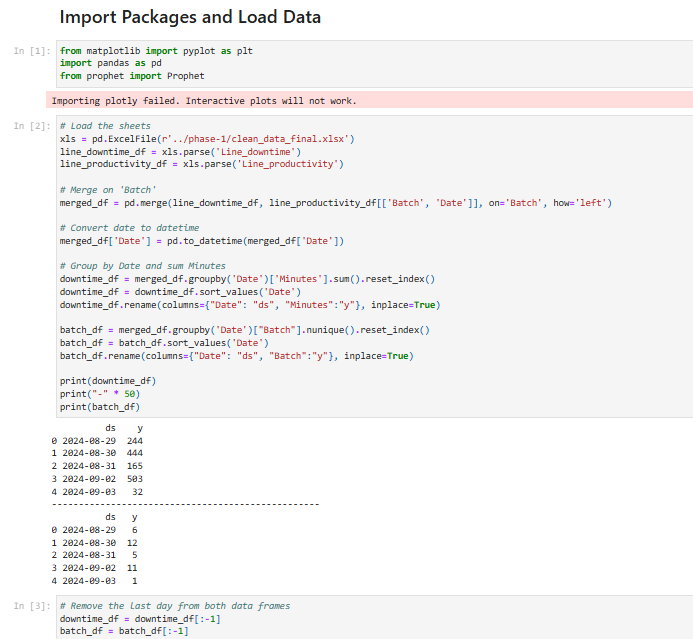 Import Packages and Load Data
In [1]:
from matplotlib import pyplot as plt
import pandas as pd
from prophet import Prophet
Importing plotly failed. Interactive plots will not work.
In [2]:
# Load the sheets
xls = pd.ExcelFile(r'../phase-1/clean_data_final.xlsx')
line_downtime_df = xls.parse('Line_downtime')
line_productivity_df = xls.parse('Line_productivity')
# Merge on 'Batch'
merged_df = pd.merge(line_downtime_df, line_productivity_df[['Batch', 'Date']], on='Batch', how='left')
# Convert date to datetime
merged_df['Date'] = pd.to_datetime(merged_df['Date'])
# Group by Date and sum Minutes
downtime_df = merged_df.groupby('Date')['Minutes'].sum().reset_index()
downtime_df = downtime_df.sort_values('Date')
downtime_df.rename(columns={"Date": "ds", "Minutes":"y"}, inplace=True)
batch_df = merged_df.groupby('Date')["Batch"].nunique().reset_index()
batch_df = batch_df.sort_values('Date')
batch_df.rename(columns={"Date": "ds", "Batch":"y"}, inplace=True)
print(downtime_df)
print("-" * 50)
print(batch_df)
ds y
0 2024-08-29 244
1 2024-08-30 444
2 2024-08-31 165
3 2024-09-02 503
4 2024-09-03 32
--------------------------------------------------
ds y
0 2024-08-29 6
1 2024-08-30 12
2 2024-08-31 5
3 2024-09-02 11
4 2024-09-03 1
In [3]:
# Remove the last day from both data frames
downtime_df = downtime_df[:-1]
batch_df = batch_df[:-1]